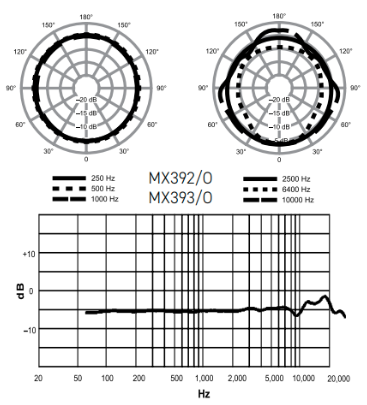 180° 180°
150° 150° 150° 150°
120° 120° 120° 120°
90° 90° 90° 90°
–20 dB –20 dB
–15 dB –15 dB
–10 dB –10 dB
–5 dB
60° 60° 60° 60°
30° 30° 30° 30°
0 0
250 Hz MX392/O 2500 Hz
500 Hz 6400 Hz
1000 Hz MX393/O 10000 Hz
+10
0
dB
–10
20 50 100 200 500 1,000 2,000 5,000 10,000 20,000
Hz